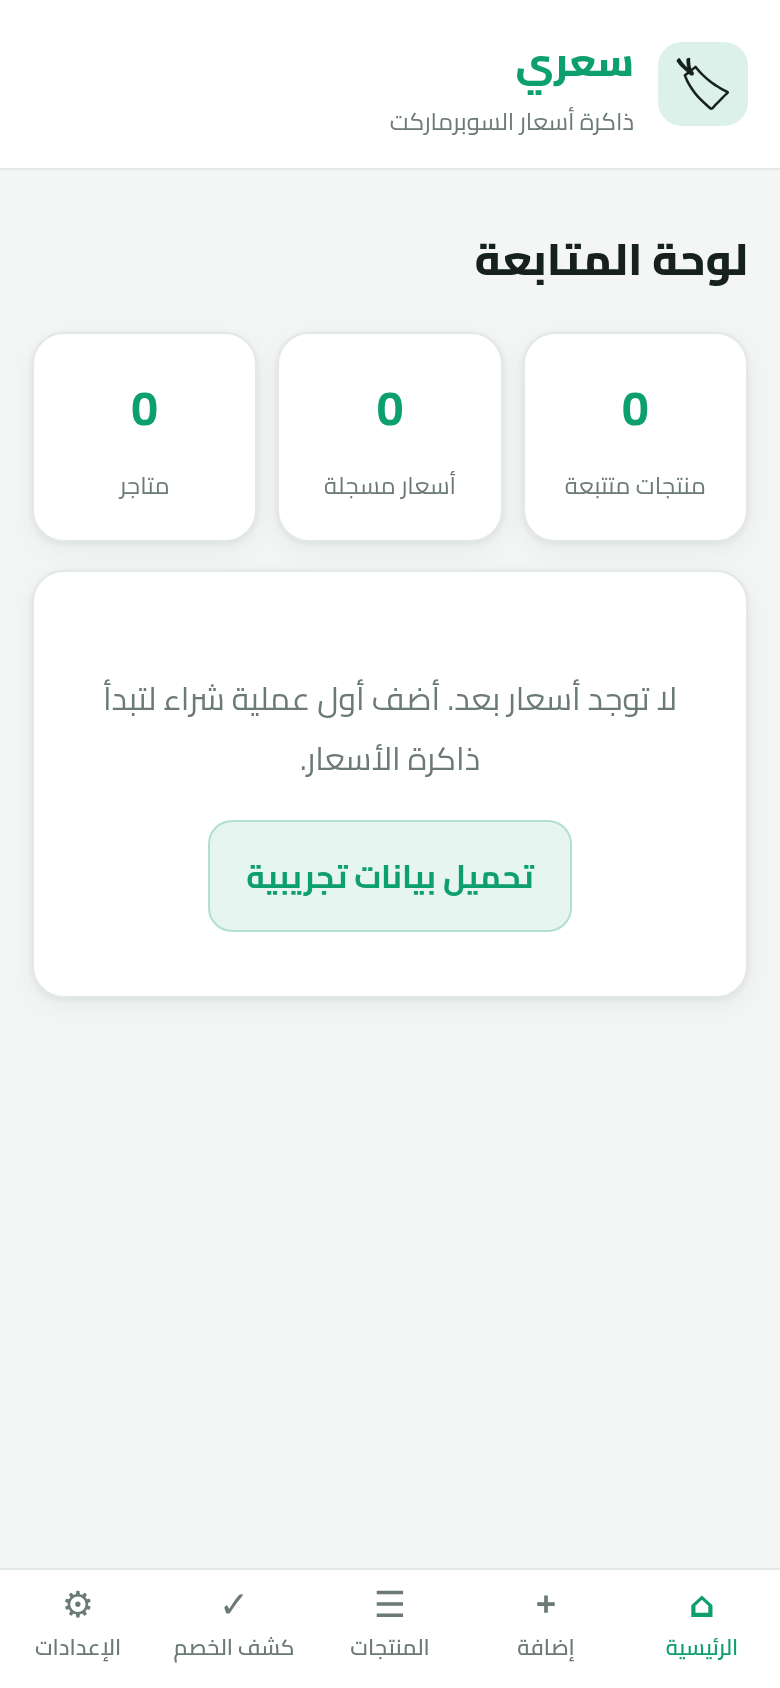 سعري
ذاكرة أسعار السوبرماركت
لوحة المتابعة
0
منتجات متتبعة
0
أسعار مسجلة
0
متاجر
لا توجد أسعار بعد. أضف أول عملية شراء لتبدأ
ذاكرة الأسعار.
تحميل بيانات تجريبية
الرئيسية
إضافة
المنتجات
كشف الخصم
الإعدادات